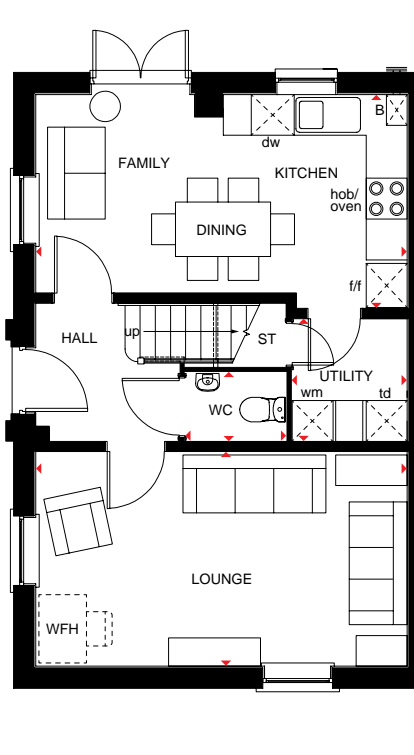 B
dw
FAMILY
KITCHEN
hob/
oven
DINING
f/f
up
HALL
ST
UTILITY
wm
td
WC
LOUNGE
WFH